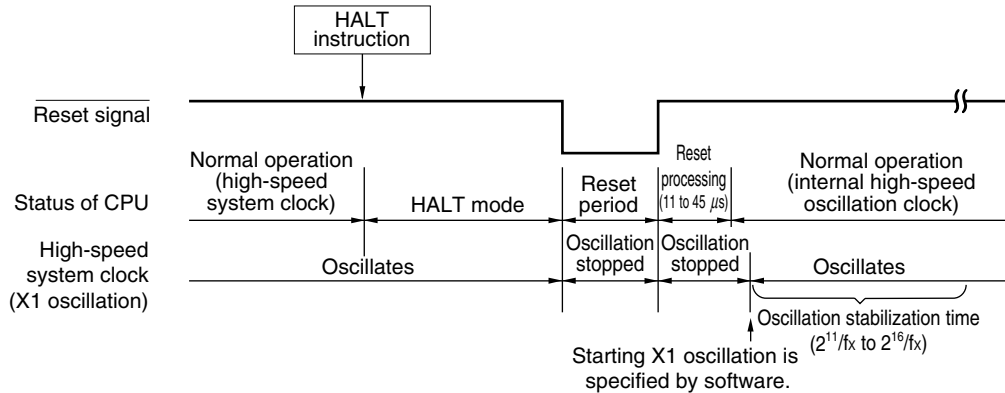 HALT
instruction
Reset signal
Normal operation
(high-speed
system clock)
Reset
processing
(11 to 45 μs)
Normal operation
(internal high-speed
oscillation clock)
Status of CPU
HALT mode
Reset
period
High-speed
system clock
(X1 oscillation)
Oscillates
Oscillation
stopped
Oscillation
stopped
Oscillates
Oscillation stabilization time
(2¹¹/fx to 2¹⁶/fx)
Starting X1 oscillation is
specified by software.